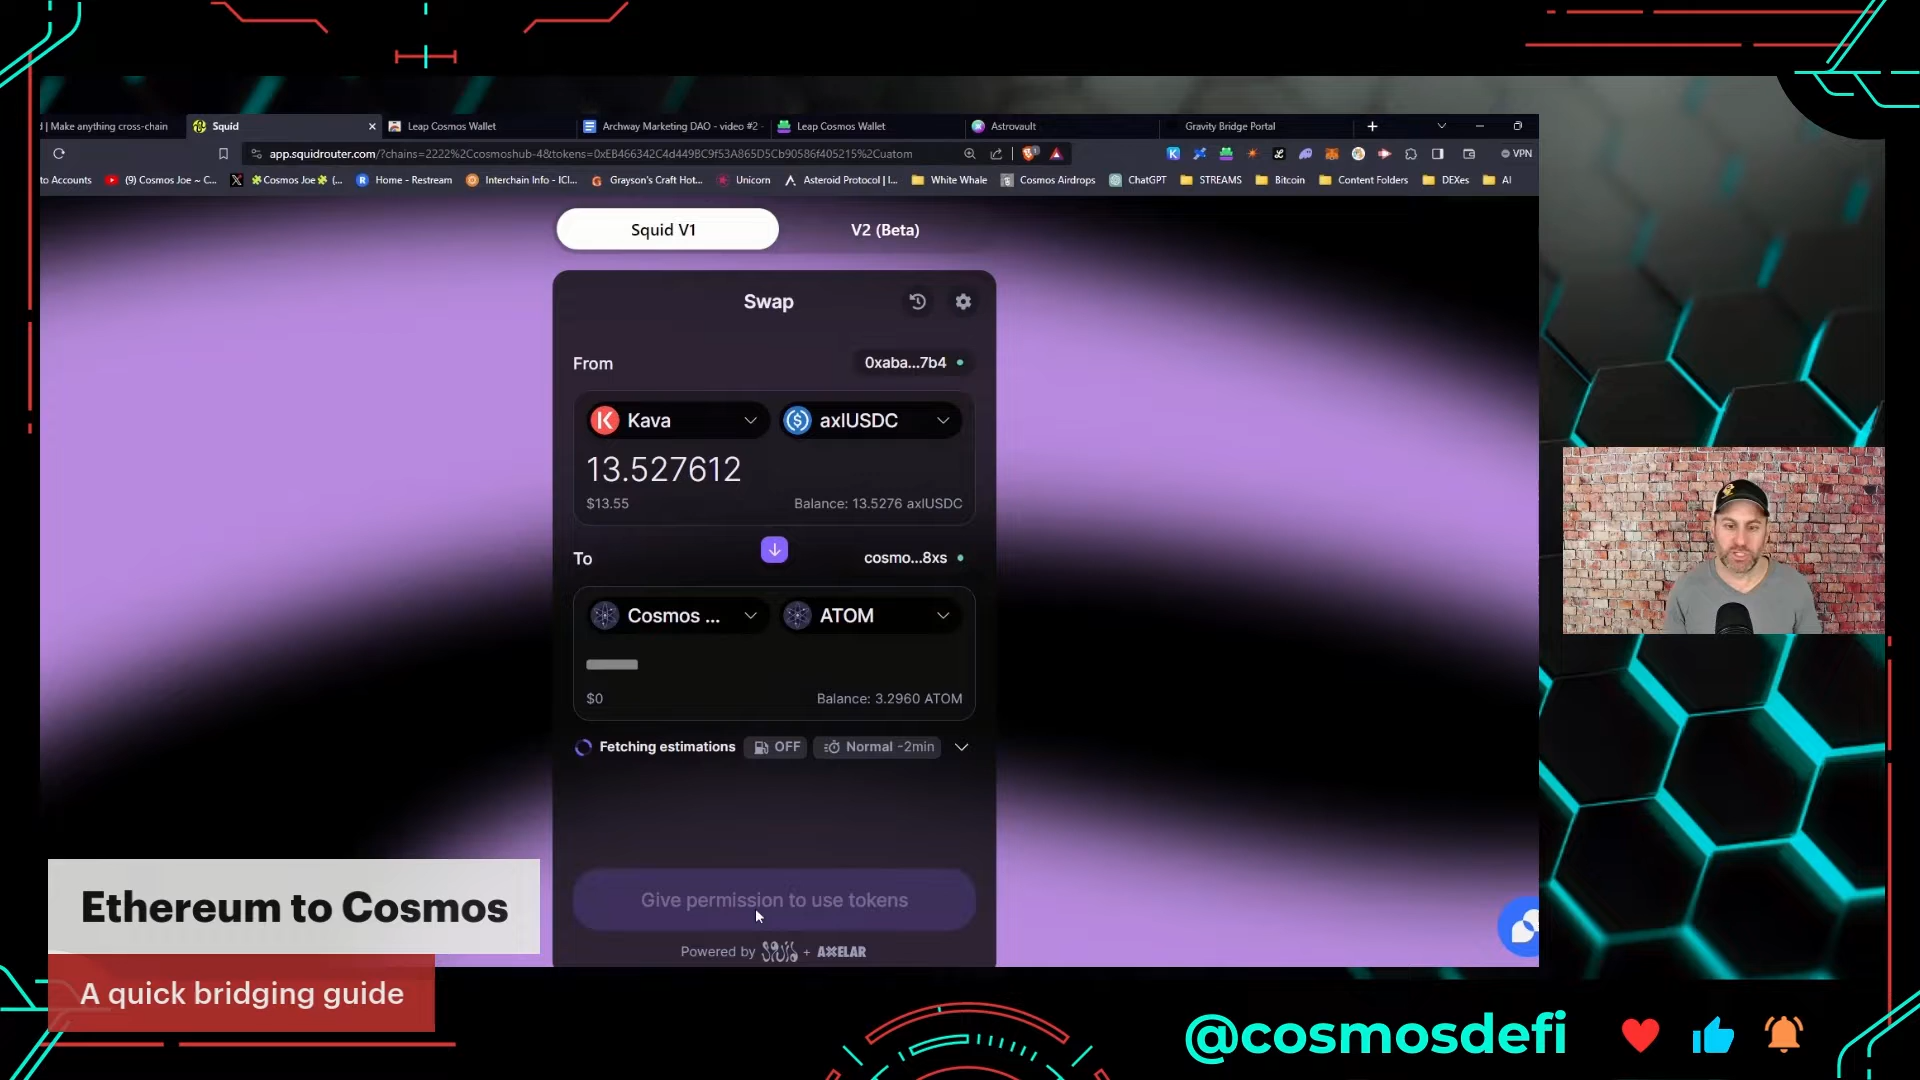 d | Make anything cross-chain
Squid
Leap Cosmos Wallet
Archway Marketing DAO - video #2 -
Leap Cosmos Wallet
Astrovault
Gravity Bridge Portal
app.squidrouter.com/?chains=2222%2Ccosmoshub-4&tokens=0xEB466342C4d449BC9f53A865D5Cb90586f405215%2Cuatom
VPN
to Accounts
(9) Cosmos Joe ~ C...
Cosmos Joe (...
Home - Restream
Interchain Info - ICI...
Grayson's Craft Hot...
Unicorn
Asteroid Protocol | I...
White Whale
Cosmos Airdrops
ChatGPT
STREAMS
Bitcoin
Content Folders
DEXes
AI
Squid V1
V2 (Beta)
Swap
From
0xaba...7b4
Kava
axlUSDC
13.527612
$13.55
Balance: 13.5276 axlUSDC
To
cosmo...8xs
Cosmos ...
ATOM
$0
Balance: 3.2960 ATOM
Fetching estimations
OFF
Normal ~2min
Give permission to use tokens
Powered by Squid + AXELAR
Ethereum to Cosmos
A quick bridging guide
@cosmosdefi